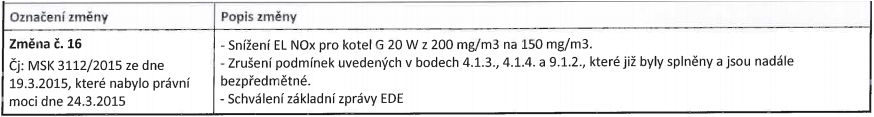 Označení změny
Popis změny
Změna č. 16
Čj: MSK 3112/2015 ze dne
19.3.2015, které nabylo právní
moci dne 24.3.2015
- Snížení EL NOx pro kotel G 20 W z 200 mg/m3 na 150 mg/m3.
- Zrušení podmínek uvedených v bodech 4.1.3., 4.1.4. a 9.1.2., které již byly splněny a jsou nadále
bezpředmětné.
- Schválení základní zprávy EDE